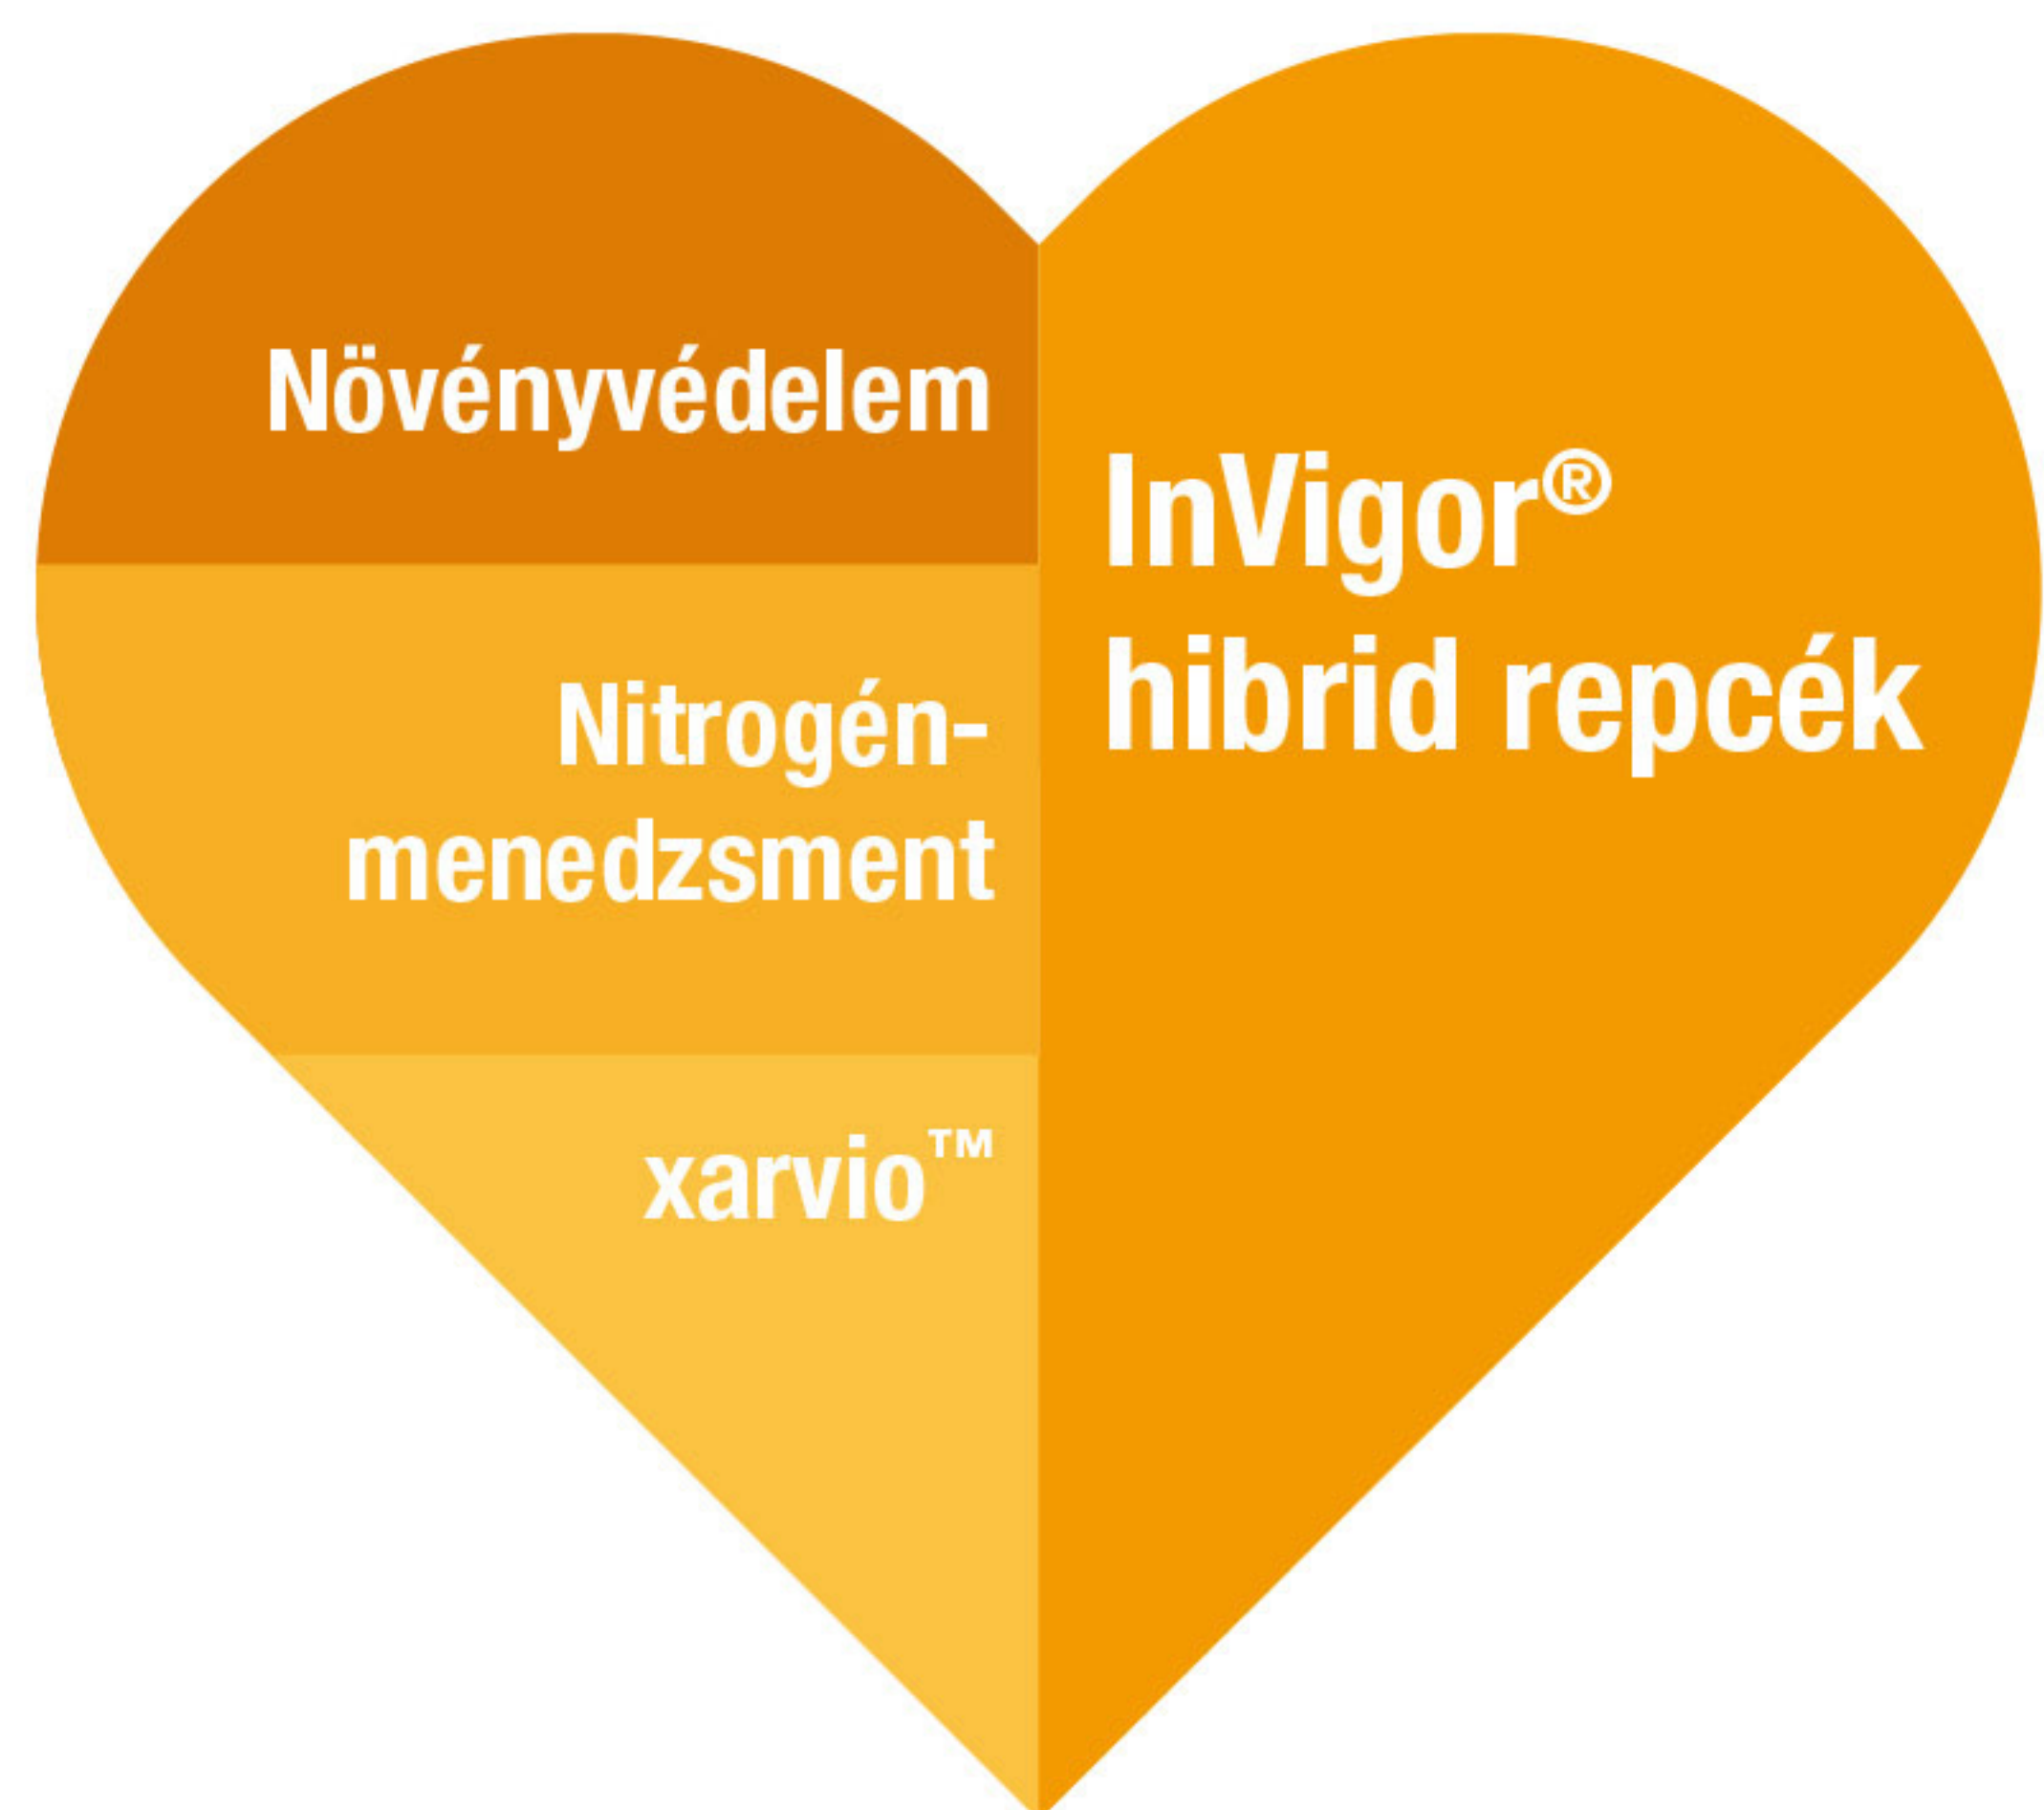 Növényvédelem
Nitrogén-
menedzsment
xarvio™
InVigor®
hibrid repcék